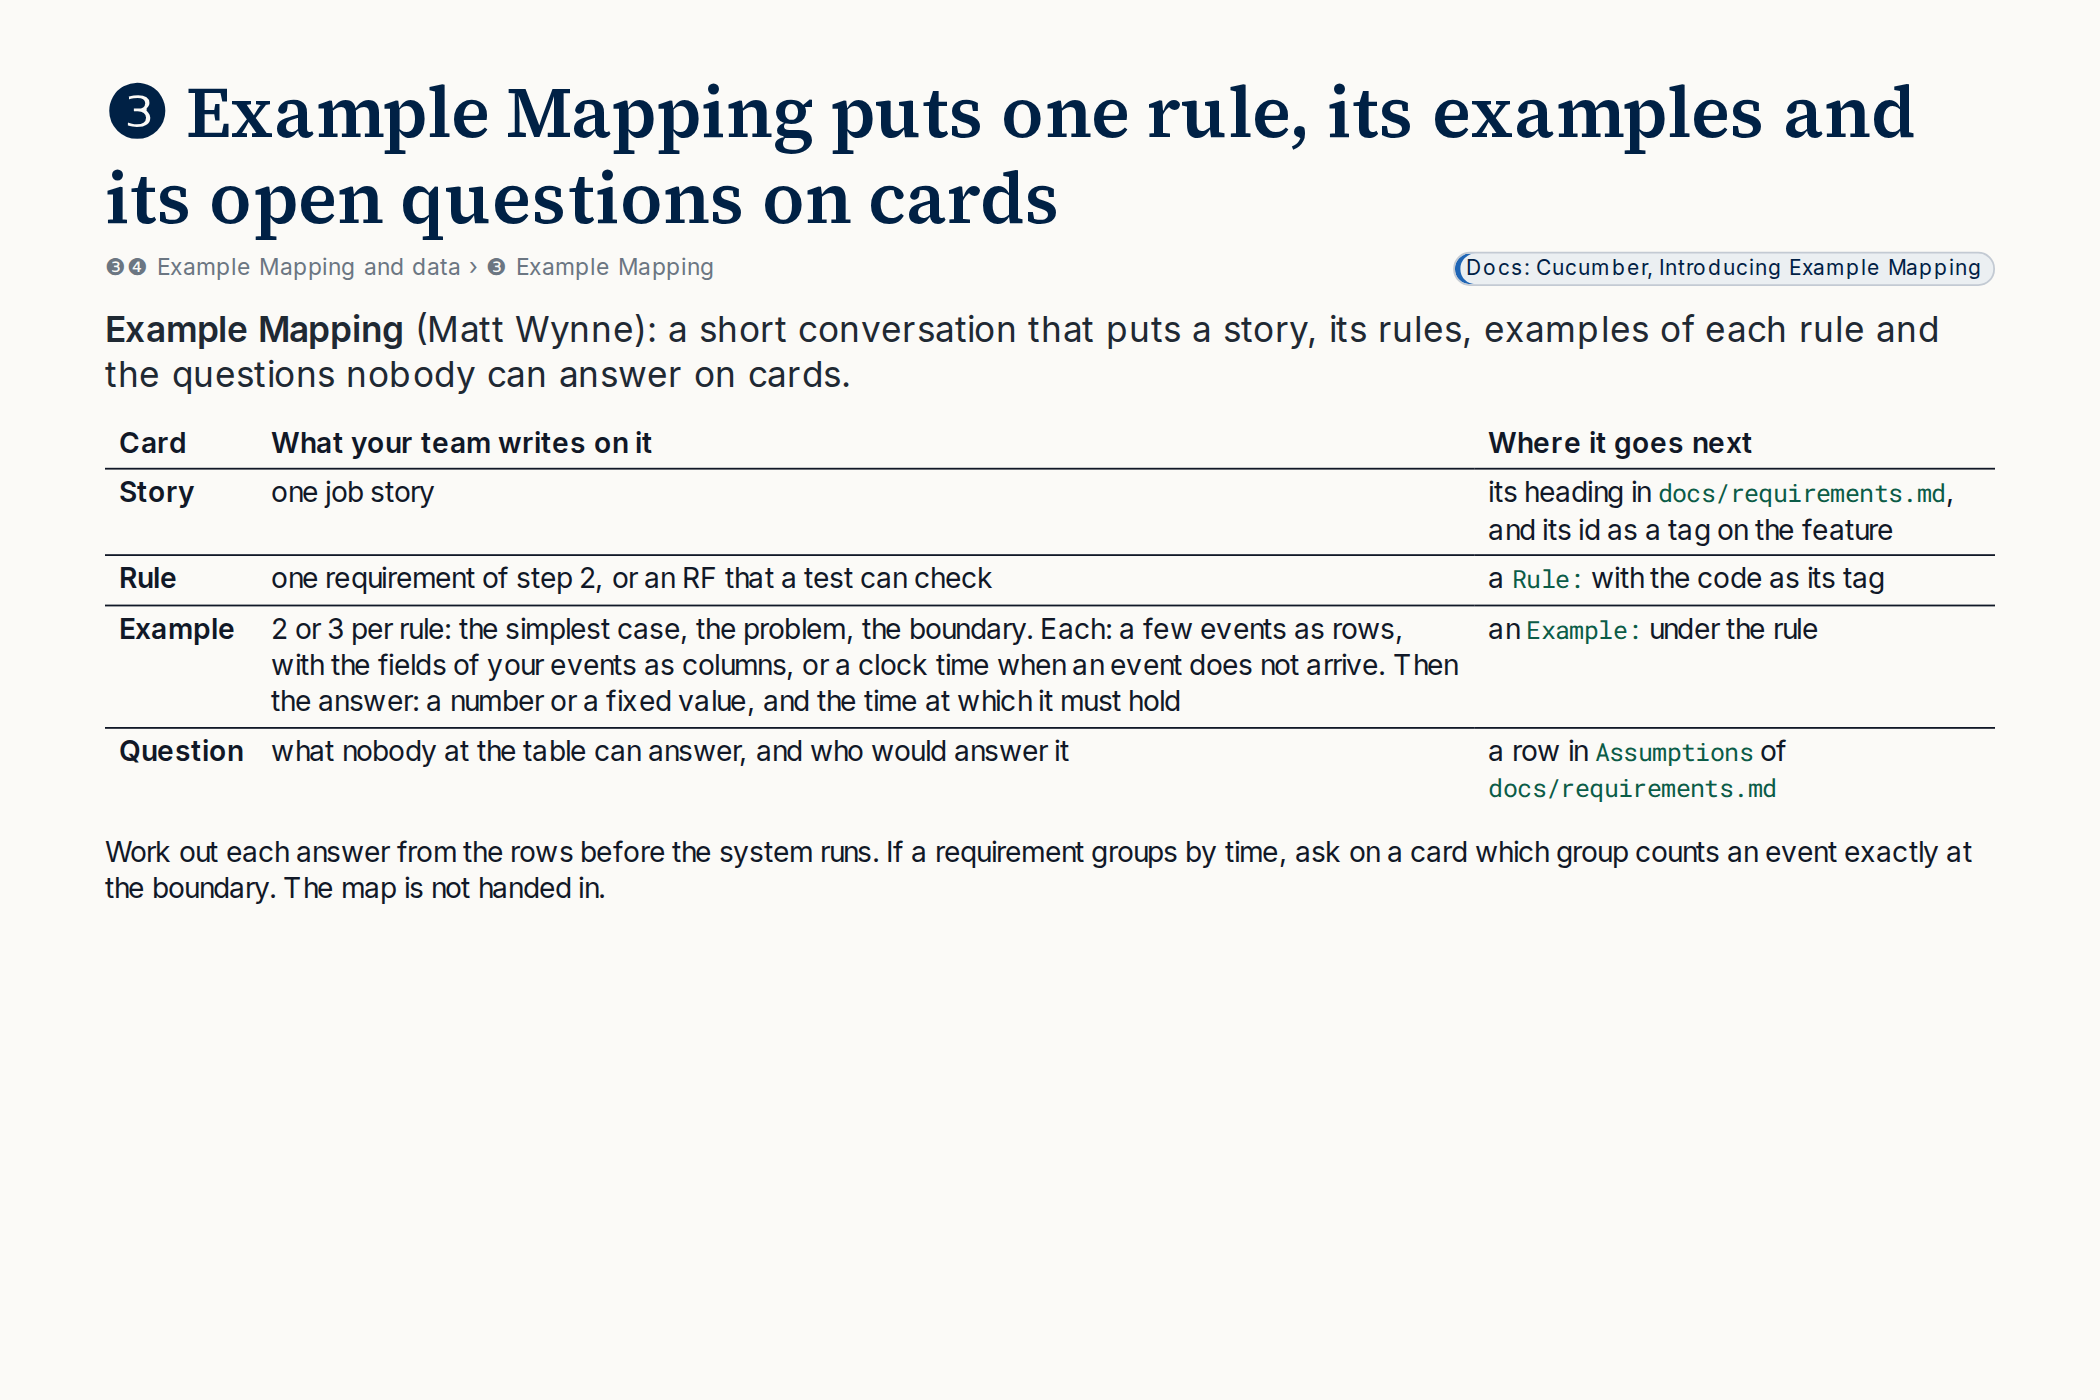 ❸ Example Mapping puts one rule, its examples and
its open questions on cards
❸❹ Example Mapping and data › ❸ Example Mapping
Docs: Cucumber, Introducing Example Mapping
Example Mapping (Matt Wynne): a short conversation that puts a story, its rules, examples of each rule and
the questions nobody can answer on cards.
Card What your team writes on it Where it goes next
Story one job story its heading in docs/requirements.md,
and its id as a tag on the feature
Rule one requirement of step 2, or an RF that a test can check a Rule: with the code as its tag
Example 2 or 3 per rule: the simplest case, the problem, the boundary. Each: a few events as rows, an Example: under the rule
with the fields of your events as columns, or a clock time when an event does not arrive. Then
the answer: a number or a fixed value, and the time at which it must hold
Question what nobody at the table can answer, and who would answer it a row in Assumptions of
docs/requirements.md
Work out each answer from the rows before the system runs. If a requirement groups by time, ask on a card which group counts an event exactly at
the boundary. The map is not handed in.